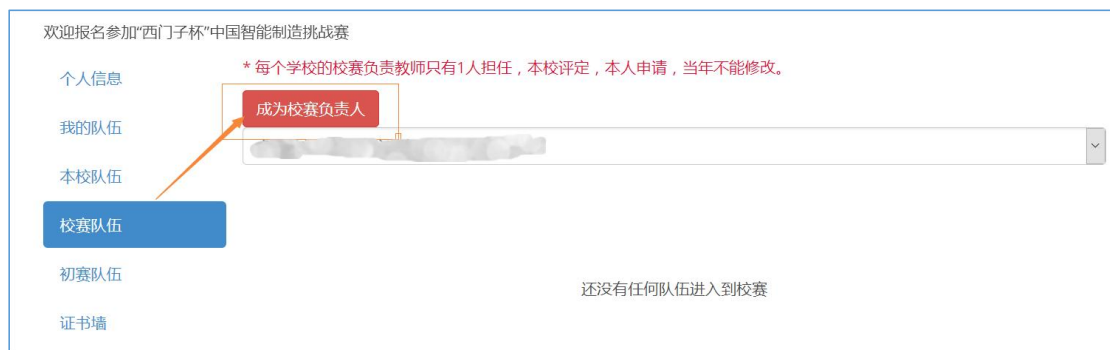 欢迎报名参加“西门子杯”中国智能制造挑战赛
个人信息
我的队伍
本校队伍
校赛队伍
初赛队伍
证书墙
* 每个学校的校赛负责教师只有1人担任，本校评定，本人申请，当年不能修改。
成为校赛负责人
还没有任何队伍进入到校赛